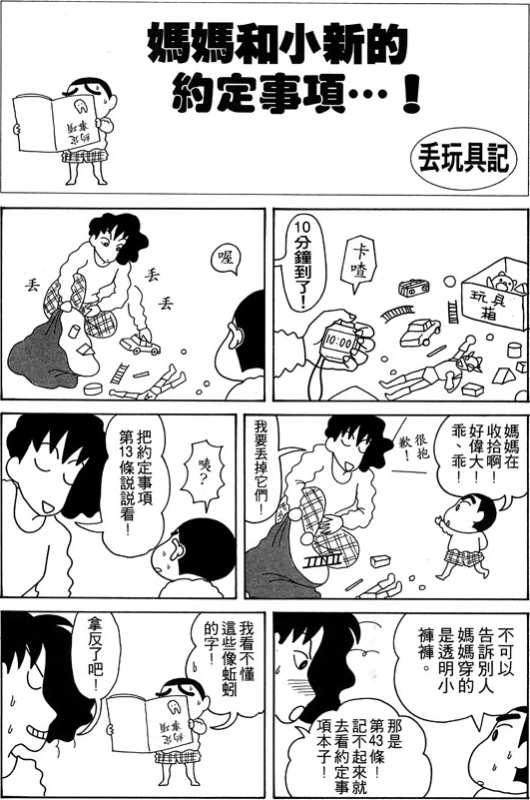 媽媽和小新的
約定事項…！
約定
事項
丟玩具記
10分鐘到了！
卡喳
10:00
玩具
箱
喔
丟
丟
丟
媽媽在
收拾啊！
好偉大！
乖、乖！
很抱
歉！
我要丟掉它們！
咦？
把約定事項
第13條說說看！
不可以
告訴別人
媽媽穿的
是透明小
褲褲。
那是
第43條！
記不起來就
去看約定事
項本子！
我看不懂
這些像蚯蚓
的字！
約定
事項
拿反了吧！